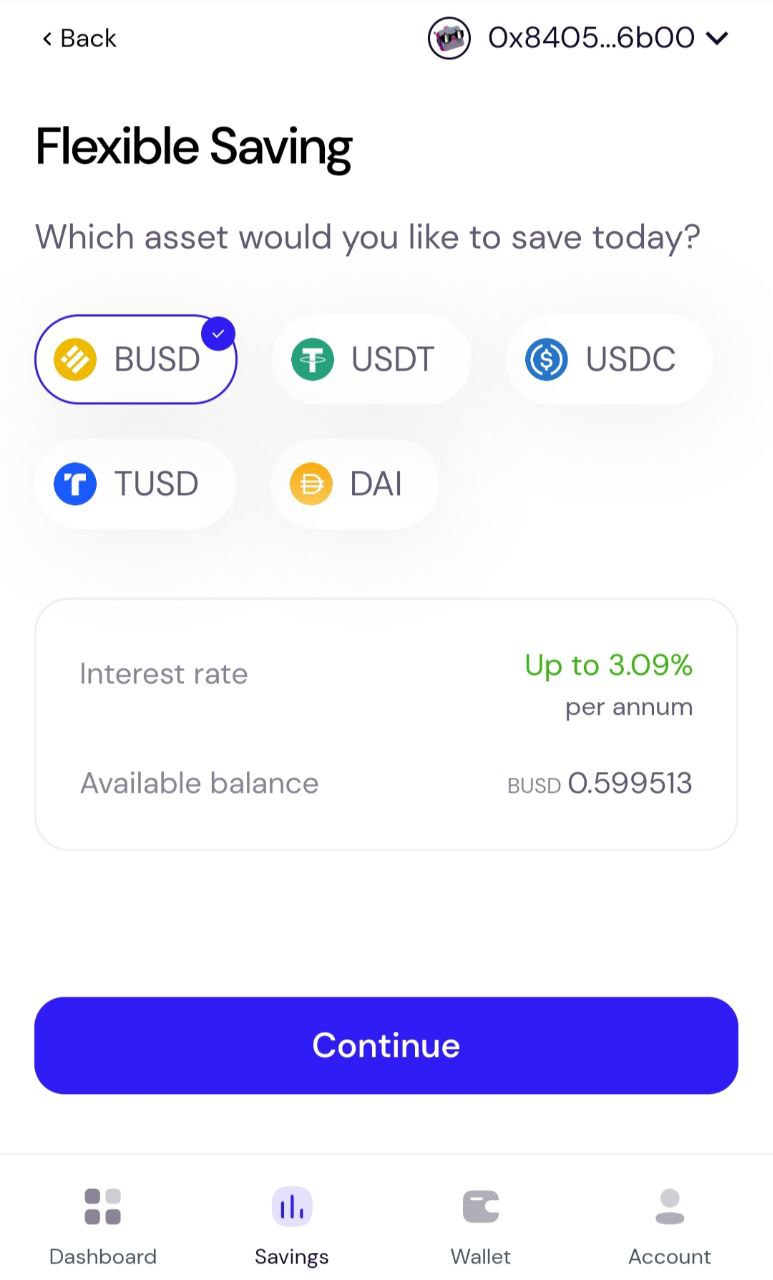 Back
0x8405...6b00
Flexible Saving
Which asset would you like to save today?
BUSD
USDT
USDC
TUSD
DAI
Interest rate
Up to 3.09%
per annum
Available balance
BUSD 0.599513
Continue
Dashboard
Savings
Wallet
Account